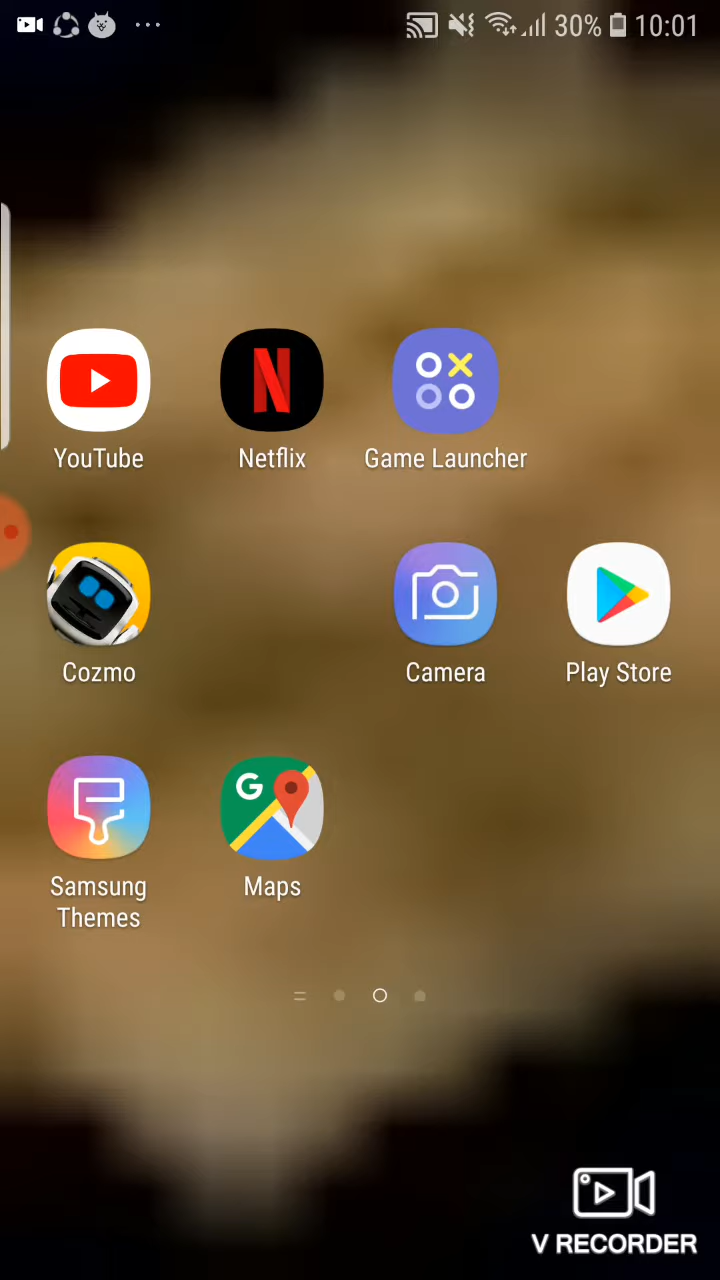 30% 10:01
YouTube Netflix Game Launcher
Cozmo Camera Play Store
Samsung Themes Maps
V RECORDER